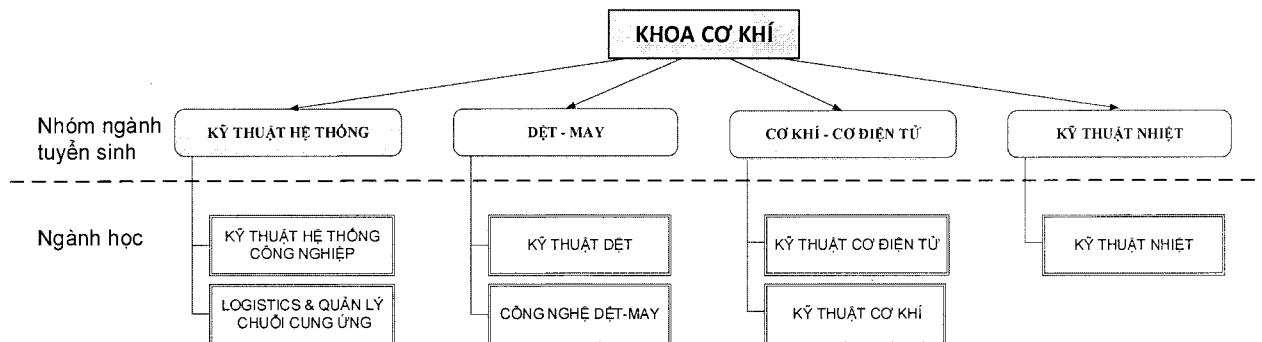 KHOA CƠ KHÍ
Nhóm ngành
tuyển sinh
KỸ THUẬT HỆ THỐNG
DỆT - MAY
CƠ KHÍ - CƠ ĐIỆN TỬ
KỸ THUẬT NHIỆT
Ngành học
KỸ THUẬT HỆ THỐNG
CÔNG NGHIỆP
KỸ THUẬT DỆT
KỸ THUẬT CƠ ĐIỆN TỬ
KỸ THUẬT NHIỆT
LOGISTICS & QUẢN LÝ
CHUỖI CUNG ỨNG
CÔNG NGHỆ DỆT-MAY
KỸ THUẬT CƠ KHÍ